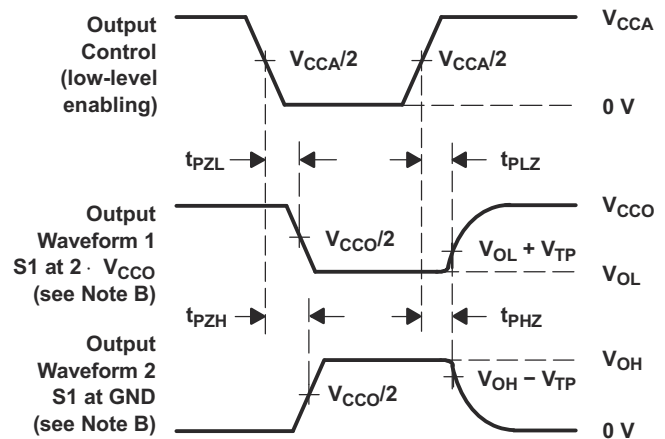 Output
Control
(low-level
enabling)
V_CCA/2
V_CCA/2
V_CCA
0 V
t_PZL
t_PLZ
Output
Waveform 1
S1 at 2 · V_CCO
(see Note B)
V_CCO/2
V_CCO
V_OL + V_TP
V_OL
t_PZH
t_PHZ
Output
Waveform 2
S1 at GND
(see Note B)
V_CCO/2
V_OH
V_OH − V_TP
0 V